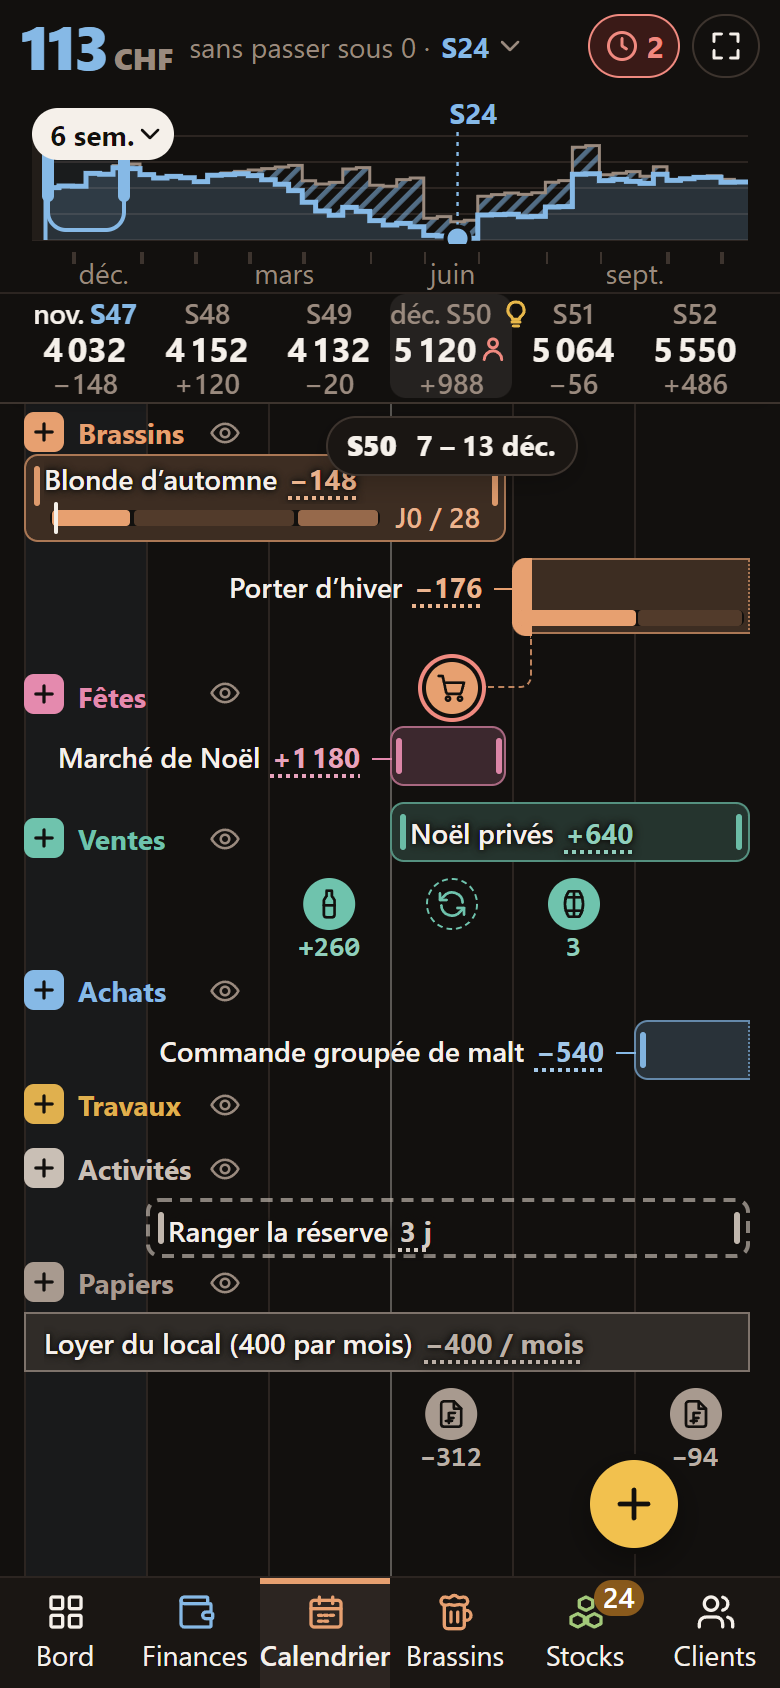 113 CHF sans passer sous 0 · S24
2
S24
6 sem.
déc. mars juin sept.
nov. S47 S48 S49 déc. S50 S51 S52
4 032 4 152 4 132 5 120 5 064 5 550
−148 +120 −20 +988 −56 +486
Brassins
S50 7 – 13 déc.
Blonde d’automne −148
J0 / 28
Porter d’hiver −176
Fêtes
Marché de Noël +1 180
Ventes
Noël privés +640
+260 3
Achats
Commande groupée de malt −540
Travaux
Activités
Ranger la réserve 3 j
Papiers
Loyer du local (400 par mois) −400 / mois
−312 −94
24
Bord Finances Calendrier Brassins Stocks Clients